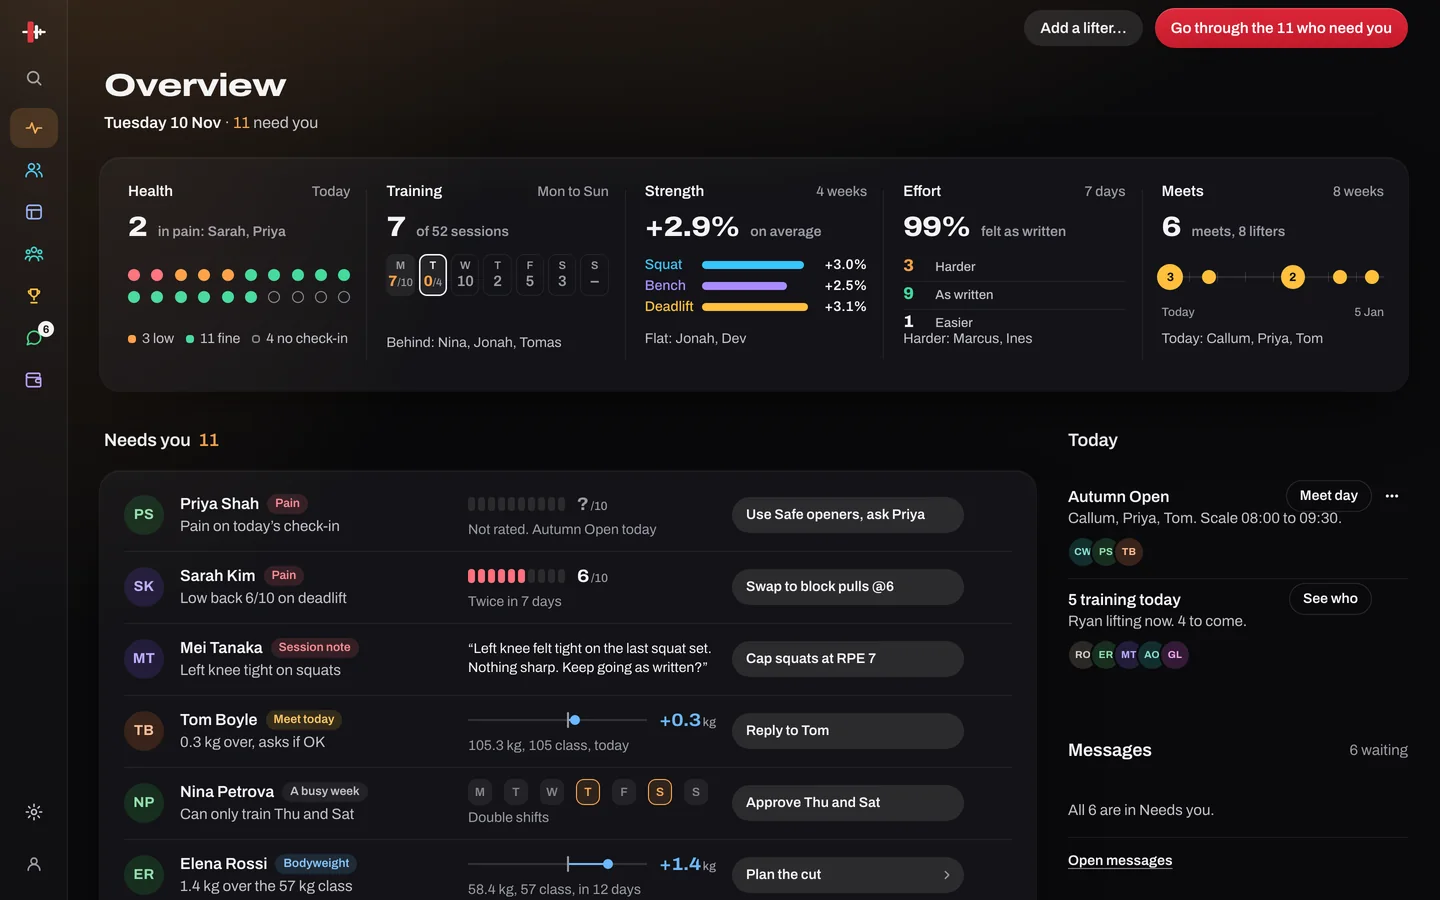 Add a lifter...
Go through the 11 who need you
Overview
Tuesday 10 Nov · 11 need you
6
Health Today
2 in pain: Sarah, Priya
3 low 11 fine 4 no check-in
Training Mon to Sun
7 of 52 sessions
M T W T F S S
7/10 0/4 10 2 5 3 –
Behind: Nina, Jonah, Tomas
Strength 4 weeks
+2.9% on average
Squat +3.0%
Bench +2.5%
Deadlift +3.1%
Flat: Jonah, Dev
Effort 7 days
99% felt as written
3 Harder
9 As written
1 Easier
Harder: Marcus, Ines
Meets 8 weeks
6 meets, 8 lifters
3 2
Today 5 Jan
Today: Callum, Priya, Tom
Needs you 11
PS Priya Shah Pain
Pain on today’s check-in
?/10
Not rated. Autumn Open today
Use Safe openers, ask Priya
SK Sarah Kim Pain
Low back 6/10 on deadlift
6/10
Twice in 7 days
Swap to block pulls @6
MT Mei Tanaka Session note
Left knee tight on squats
“Left knee felt tight on the last squat set.
Nothing sharp. Keep going as written?”
Cap squats at RPE 7
TB Tom Boyle Meet today
0.3 kg over, asks if OK
+0.3 kg
105.3 kg, 105 class, today
Reply to Tom
NP Nina Petrova A busy week
Can only train Thu and Sat
M T W T F S S
Double shifts
Approve Thu and Sat
ER Elena Rossi Bodyweight
1.4 kg over the 57 kg class
+1.4 kg
58.4 kg, 57 class, in 12 days
Plan the cut
Today
Autumn Open Meet day
Callum, Priya, Tom. Scale 08:00 to 09:30.
CW PS TB
5 training today See who
Ryan lifting now. 4 to come.
RO ER MT AO GL
Messages 6 waiting
All 6 are in Needs you.
Open messages